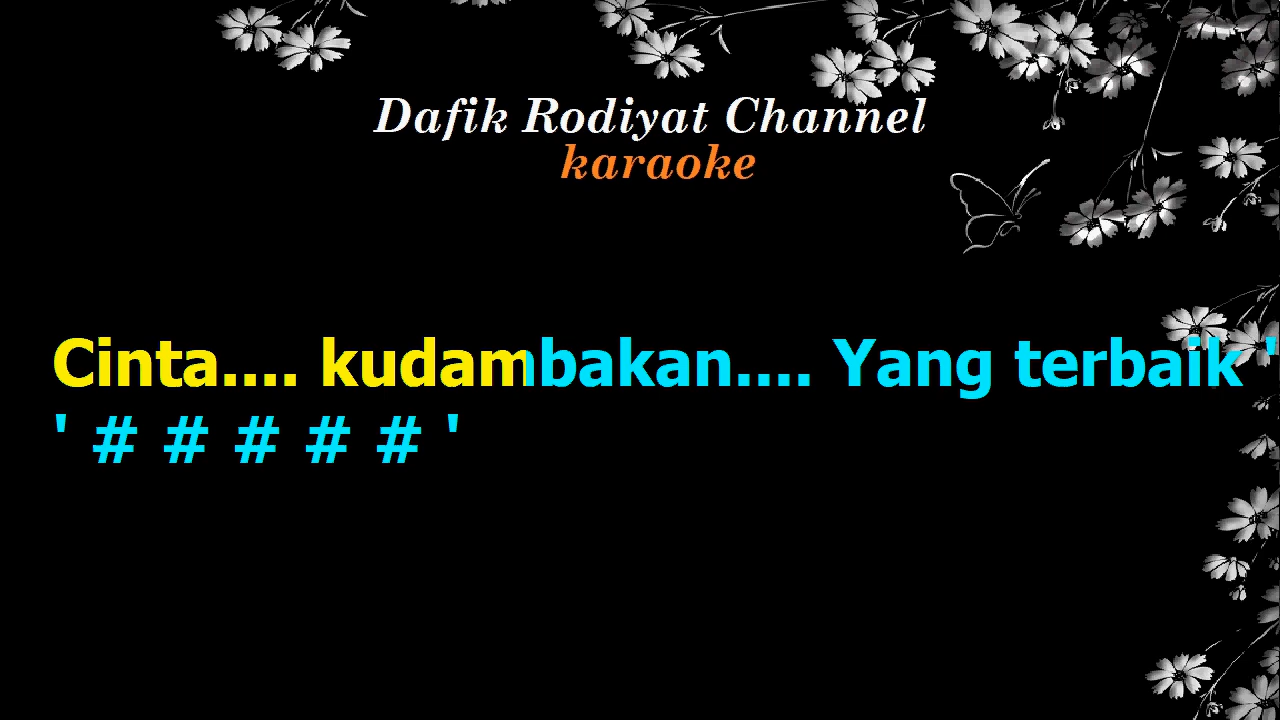 Dafik Rodiyat Channel
karaoke
Cinta.... kudambakan.... Yang terbaik '
' # # # # # '